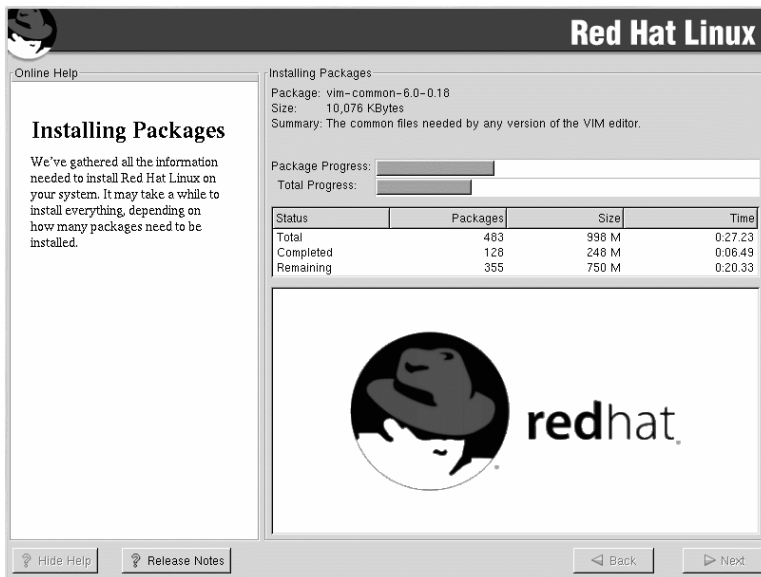 Red Hat Linux
Online Help
Installing Packages
We've gathered all the information
needed to install Red Hat Linux on
your system. It may take a while to
install everything, depending on
how many packages need to be
installed.
Installing Packages
Package: vim-common-6.0-0.18
Size: 10,076 KBytes
Summary: The common files needed by any version of the VIM editor.
Package Progress:
Total Progress:
Status Packages Size Time
Total 483 998 M 0:27.23
Completed 128 248 M 0:06.49
Remaining 355 750 M 0:20.33
redhat.
? Hide Help ? Release Notes Back Next